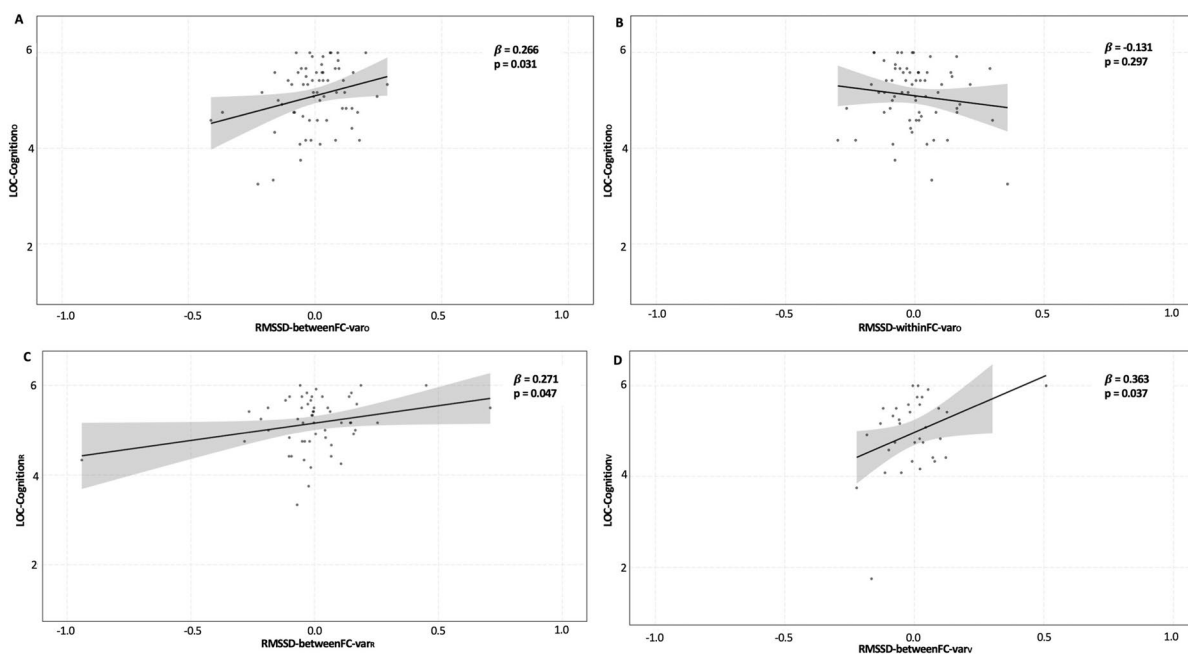 A
β = 0.266
p = 0.031
6
4
2
LOC-CognitionO
-1.0
-0.5
0.0
0.5
1.0
RMSSD-betweenFC-varO
B
β = -0.131
p = 0.297
6
4
2
LOC-CognitionO
-1.0
-0.5
0.0
0.5
1.0
RMSSD-withinFC-varO
C
β = 0.271
p = 0.047
6
4
2
LOC-CognitionR
-1.0
-0.5
0.0
0.5
1.0
RMSSD-betweenFC-varR
D
β = 0.363
p = 0.037
6
4
2
LOC-CognitionV
-1.0
-0.5
0.0
0.5
1.0
RMSSD-betweenFC-varV